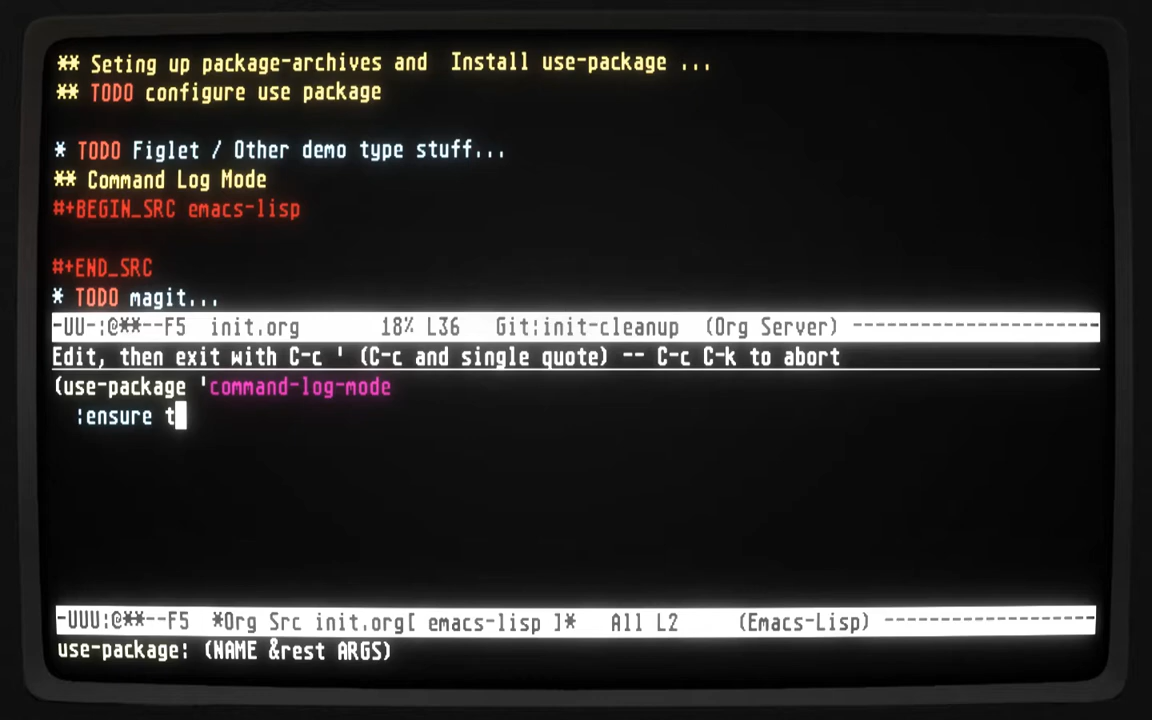 ** Seting up package-archives and  Install use-package ...
** TODO configure use package
* TODO Figlet / Other demo type stuff...
** Command Log Mode
#+BEGIN_SRC emacs-lisp
#+END_SRC
* TODO magit...
-UU-:@**--F5  init.org        18% L36   Git:init-cleanup  (Org Server) ----------------------
Edit, then exit with C-c ' (C-c and single quote) -- C-c C-k to abort
(use-package 'command-log-mode
  :ensure t
-UUU:@**--F5  *Org Src init.org[ emacs-lisp ]*   All L2     (Emacs-Lisp) -------------------
use-package: (NAME &rest ARGS)